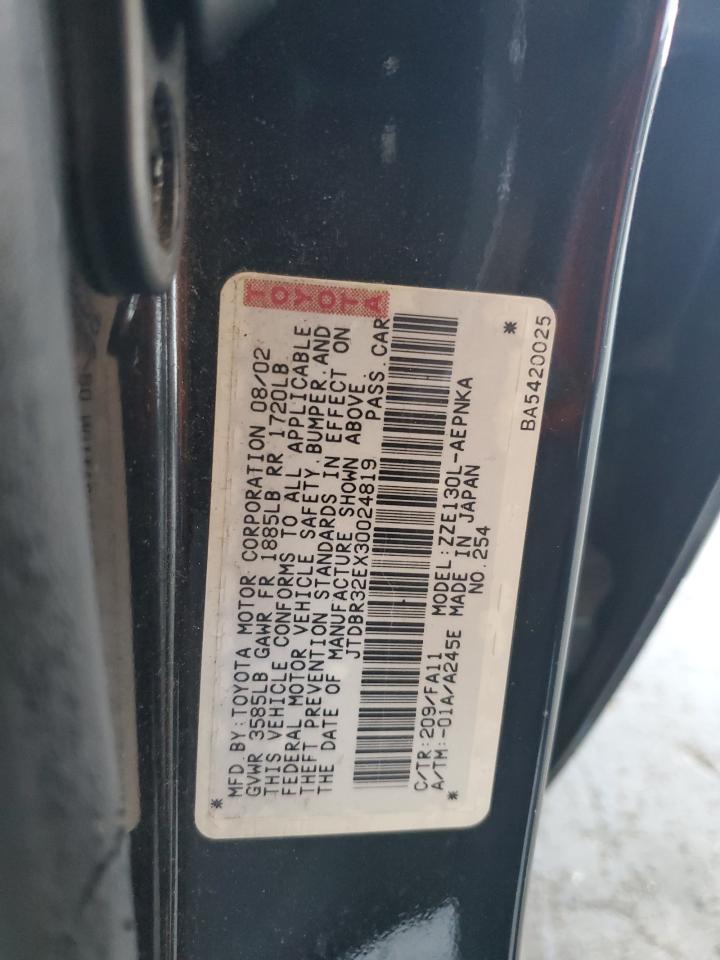 TOYOTA
MFD BY: TOYOTA MOTOR CORPORATION 08/02
GVWR 3585LB GAWR FR 1885LB RR 1720LB
THIS VEHICLE CONFORMS TO ALL APPLICABLE
FEDERAL MOTOR VEHICLE SAFETY, BUMPER, AND
THEFT PREVENTION STANDARDS IN EFFECT ON
THE DATE OF MANUFACTURE SHOWN ABOVE.
JTDBR32EX30024819 PASS. CAR
C/TR:209/FA11 MODEL:ZZE130L-AEPNKA
A/TM:-01A/A245E MADE IN JAPAN
NO.254
BA5420025